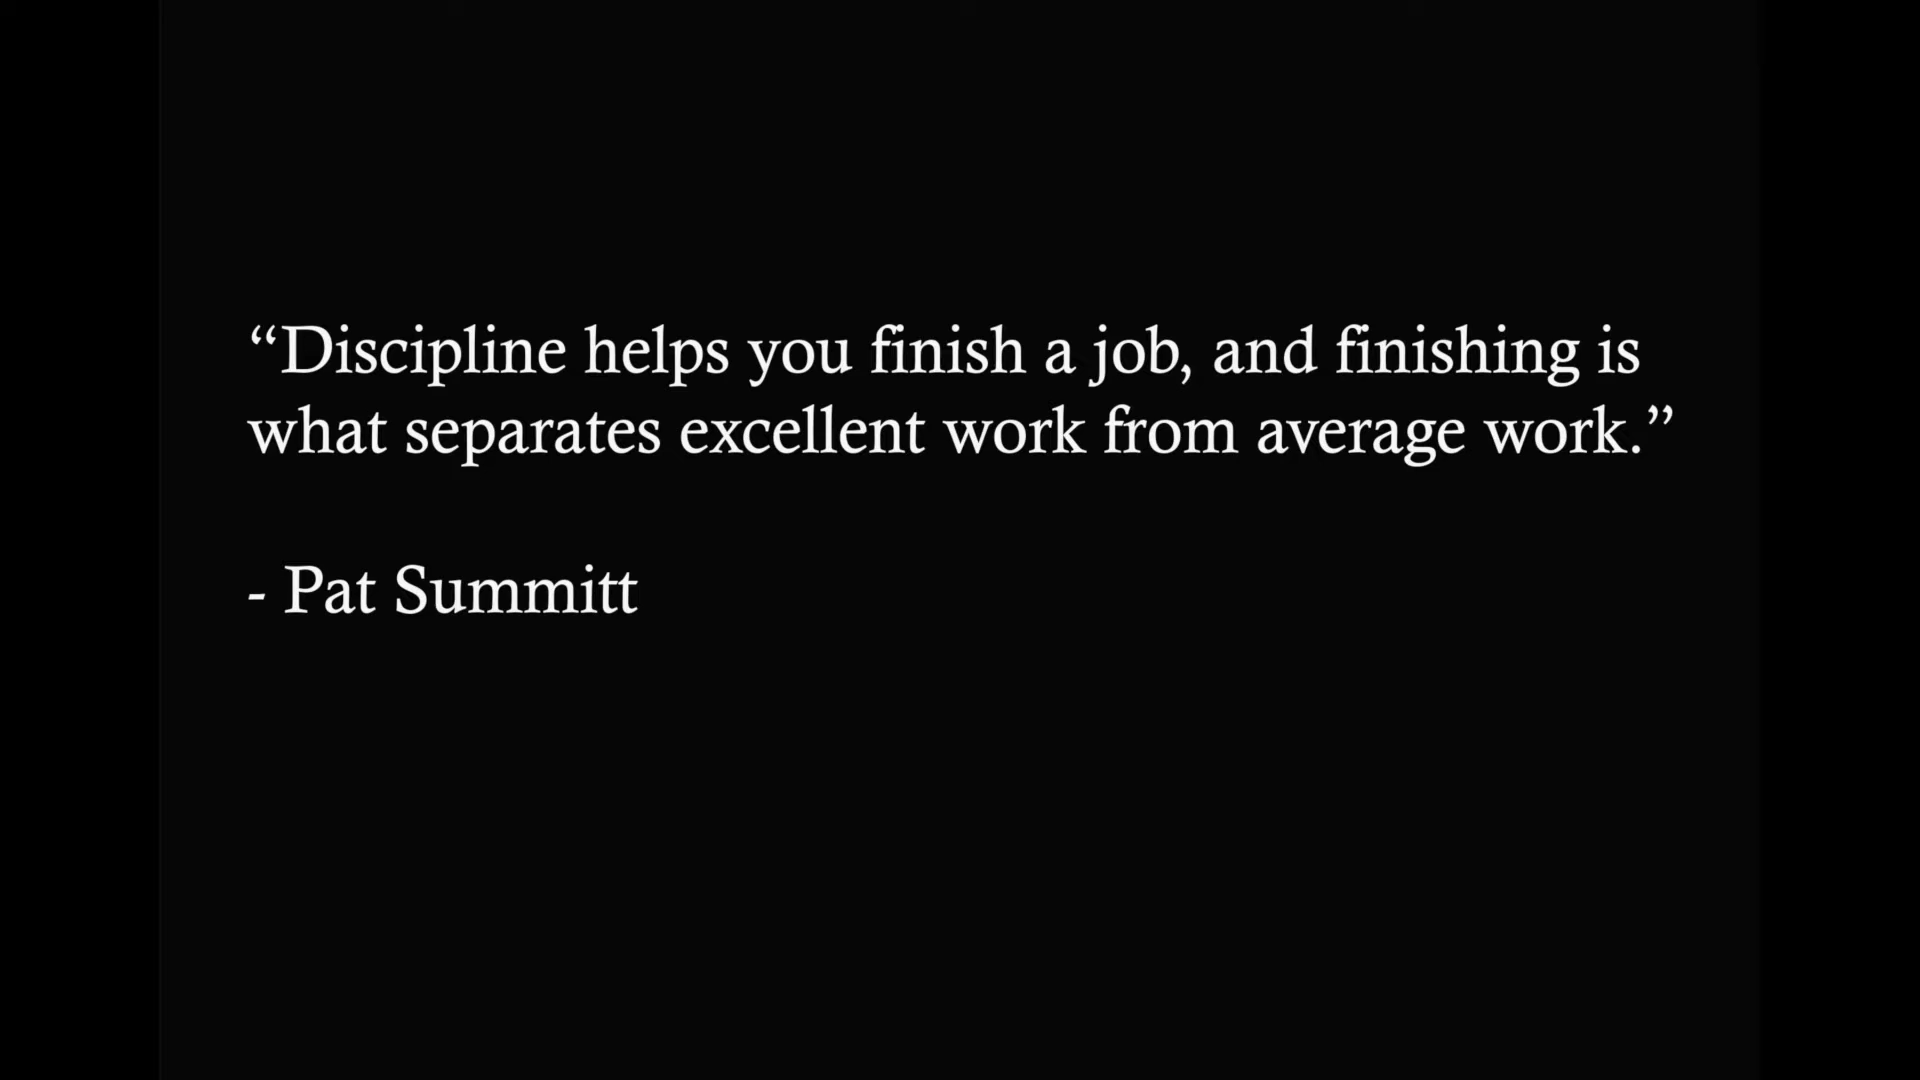 “Discipline helps you finish a job, and finishing is
what separates excellent work from average work.”
- Pat Summitt